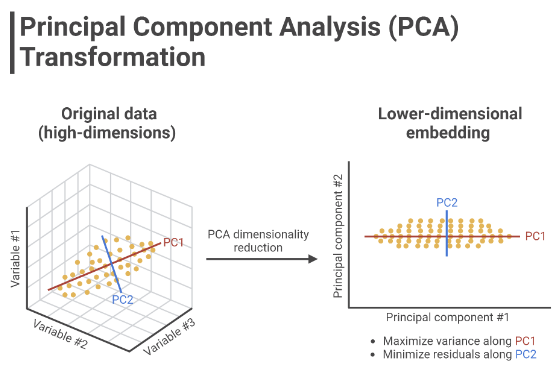 Principal Component Analysis (PCA)
Transformation
Original data
(high-dimensions)
Variable #1
Variable #2
Variable #3
PC1
PC2
PCA dimensionality
reduction
Lower-dimensional
embedding
Principal component #2
PC2
PC1
Principal component #1
• Maximize variance along PC1
• Minimize residuals along PC2